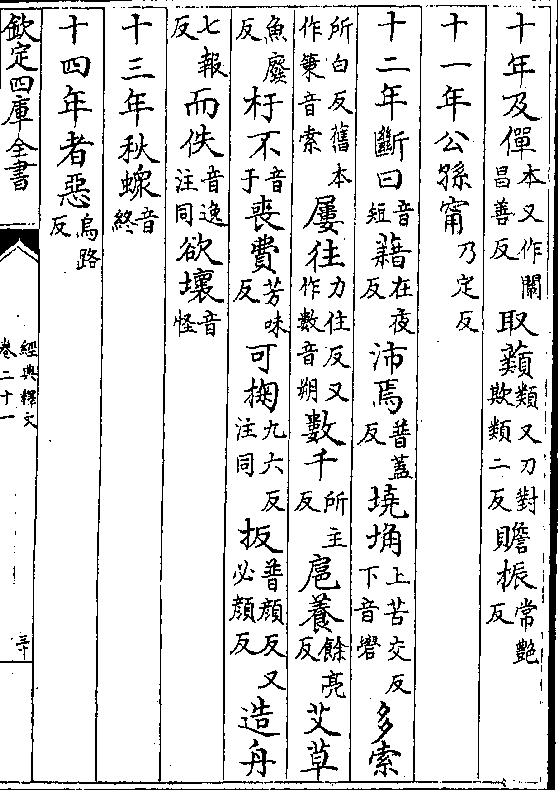 十年及僤本又作闡昌善反取蘱類又刀對欺類二反贍振常艷反
十一年公孫甯乃定反
十二年斷曰音短藉在夜反沛焉普蓋反墝埆上苦交反下音礐多索
所白反舊本作音索屢往力住反又作數音朔數千所主反扈養餘亮反艾草
魚廢反杅不音于喪費芳味反可掬九六反注同扳普顔反又必顔反造舟
七報反而佚音逸注同欲壞音怪
十三年秋䗥音終
十四年者惡烏路反
欽定四庫全書
經典釋文
卷二十一
三十